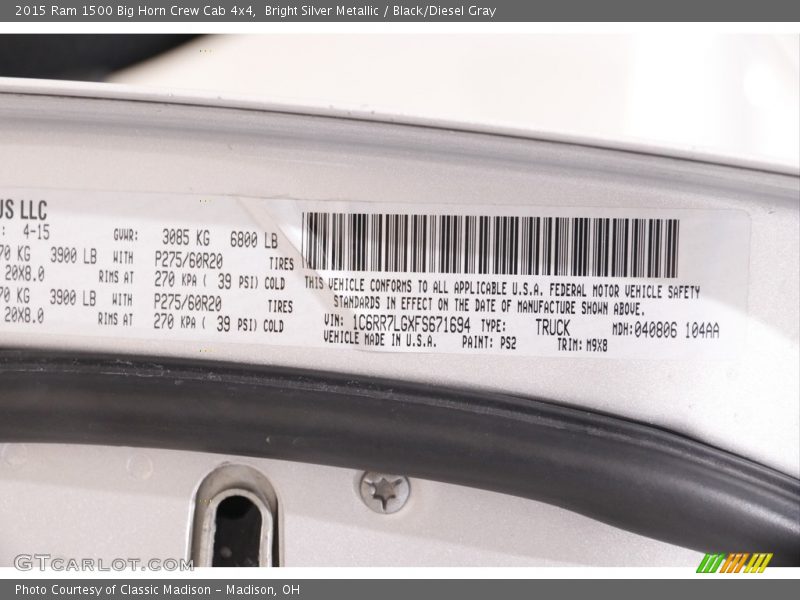 2015 Ram 1500 Big Horn Crew Cab 4x4,  Bright Silver Metallic / Black/Diesel Gray
US LLC
: 4-15 GVWR: 3085 KG 6800 LB
70 KG 3900 LB WITH P275/60R20 TIRES
20X8.0 RIMS AT 270 KPA ( 39 PSI) COLD
70 KG 3900 LB WITH P275/60R20 TIRES
20X8.0 RIMS AT 270 KPA ( 39 PSI) COLD
THIS VEHICLE CONFORMS TO ALL APPLICABLE U.S.A. FEDERAL MOTOR VEHICLE SAFETY
STANDARDS IN EFFECT ON THE DATE OF MANUFACTURE SHOWN ABOVE.
VIN: 1C6RR7LGXFS671694 TYPE: TRUCK MDH:040806 104AA
VEHICLE MADE IN U.S.A. PAINT: PS2 TRIM: M9X8
GTCARLOT.COM
Photo Courtesy of Classic Madison - Madison, OH